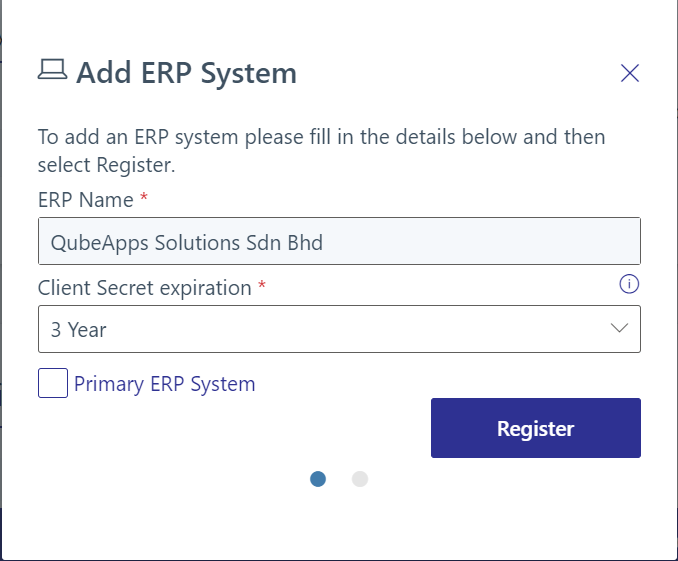 Add ERP System
To add an ERP system please fill in the details below and then
select Register.
ERP Name *
QubeApps Solutions Sdn Bhd
Client Secret expiration *
3 Year
Primary ERP System
Register